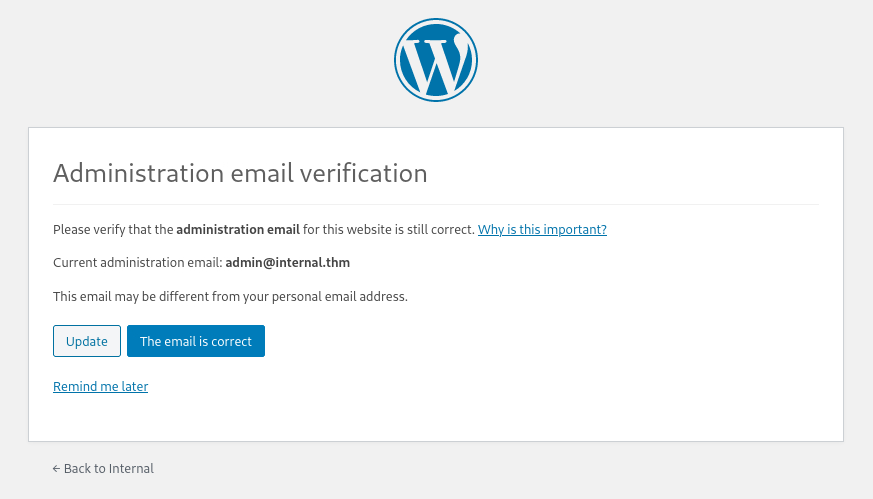 Administration email verification
Please verify that the administration email for this website is still correct. Why is this important?
Current administration email: admin@internal.thm
This email may be different from your personal email address.
Update The email is correct
Remind me later
← Back to Internal